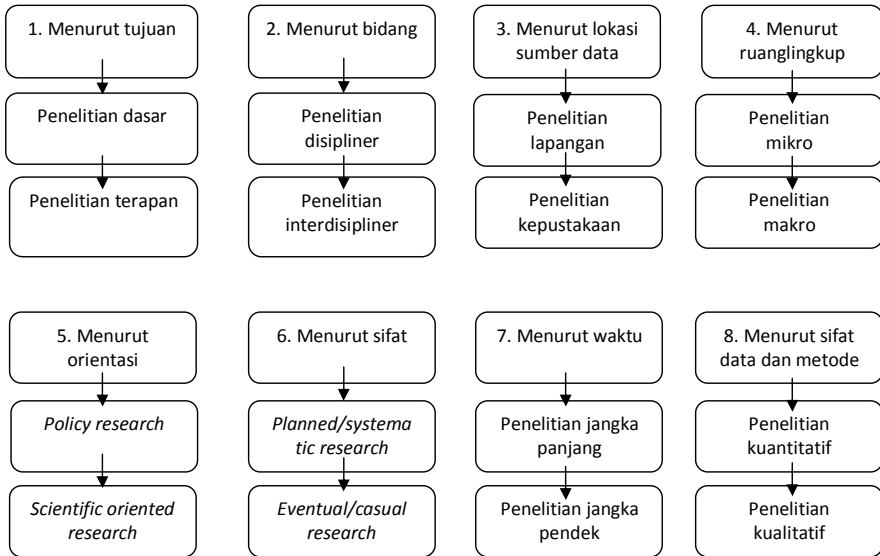 1. Menurut tujuan
Penelitian dasar
Penelitian terapan
2. Menurut bidang
Penelitian
disipliner
Penelitian
interdisipliner
3. Menurut lokasi
sumber data
Penelitian
lapangan
Penelitian
kepustakaan
4. Menurut
ruanglingkup
Penelitian
mikro
Penelitian
makro
5. Menurut
orientasi
Policy research
Scientific oriented
research
6. Menurut sifat
Planned/systema
tic research
Eventual/casual
research
7. Menurut waktu
Penelitian jangka
panjang
Penelitian jangka
pendek
8. Menurut sifat
data dan metode
Penelitian
kuantitatif
Penelitian
kualitatif